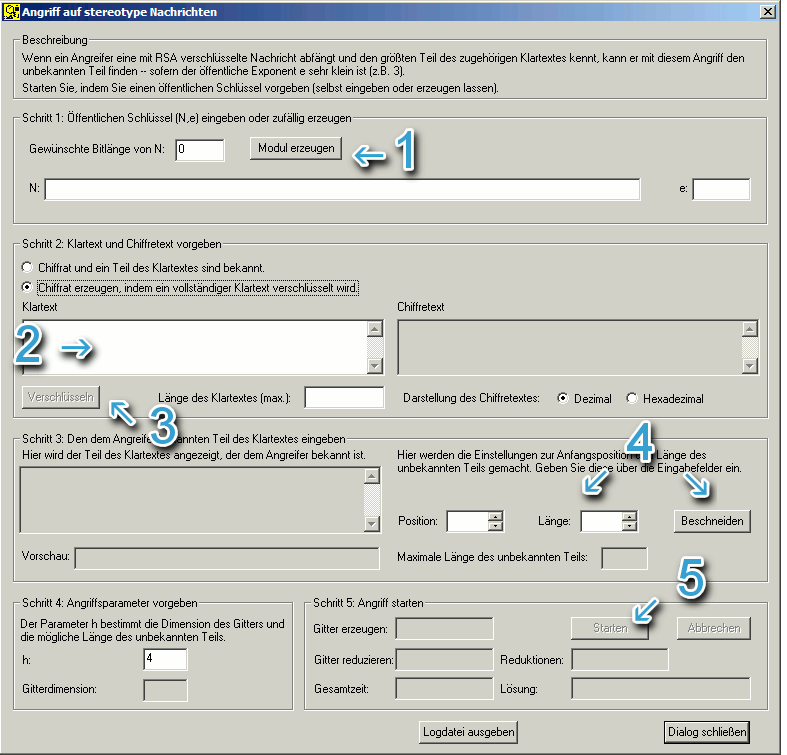 Angriff auf stereotype Nachrichten
Beschreibung
Wenn ein Angreifer eine mit RSA verschlüsselte Nachricht abfängt und den größten Teil des zugehörigen Klartextes kennt, kann er mit diesem Angriff den
unbekannten Teil finden -- sofern der öffentliche Exponent e sehr klein ist (z.B. 3).
Starten Sie, indem Sie einen öffentlichen Schlüssel vorgeben (selbst eingeben oder erzeugen lassen).
Schritt 1: Öffentlichen Schlüssel (N,e) eingeben oder zufällig erzeugen
Gewünschte Bitlänge von N: 0 Modul erzeugen 1
N: e:
Schritt 2: Klartext und Chiffretext vorgeben
Chiffrat und ein Teil des Klartextes sind bekannt.
Chiffrat erzeugen, indem ein vollständiger Klartext verschlüsselt wird.
Klartext Chiffretext
2
Verschlüsseln Länge des Klartextes (max.): Darstellung des Chiffretextes: Dezimal Hexadezimal
3
Schritt 3: Den dem Angreifer bekannten Teil des Klartextes eingeben
4
Hier wird der Teil des Klartextes angezeigt, der dem Angreifer bekannt ist. Hier werden die Einstellungen zur Anfangsposition und Länge des
unbekannten Teils gemacht. Geben Sie diese über die Eingabefelder ein.
Position: Länge: Beschneiden
Vorschau: Maximale Länge des unbekannten Teils:
5
Schritt 4: Angriffsparameter vorgeben Schritt 5: Angriff starten
Der Parameter h bestimmt die Dimension des Gitters und
die mögliche Länge des unbekannten Teils.
Gitter erzeugen: Starten Abbrechen
h: 4 Gitter reduzieren: Reduktionen:
Gitterdimension: Gesamtzeit: Lösung:
Logdatei ausgeben Dialog schließen